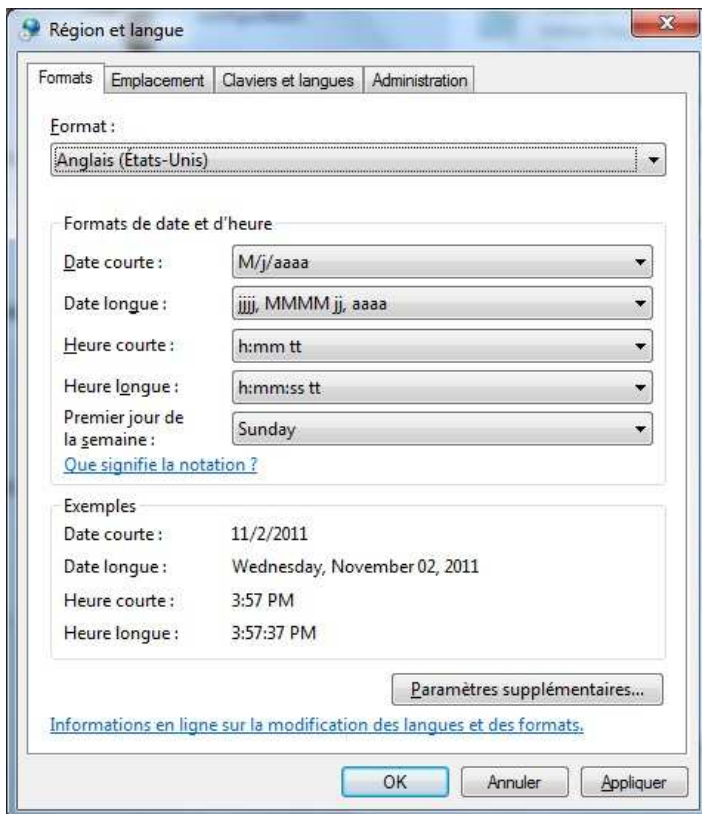 Région et langue
Formats Emplacement Claviers et langues Administration
Format :
Anglais (États-Unis)
Formats de date et d'heure
Date courte : M/j/aaaa
Date longue : jjjj, MMMM jj, aaaa
Heure courte : h:mm tt
Heure longue : h:mm:ss tt
Premier jour de
la semaine : Sunday
Que signifie la notation ?
Exemples
Date courte : 11/2/2011
Date longue : Wednesday, November 02, 2011
Heure courte : 3:57 PM
Heure longue : 3:57:37 PM
Paramètres supplémentaires...
Informations en ligne sur la modification des langues et des formats.
OK Annuler Appliquer